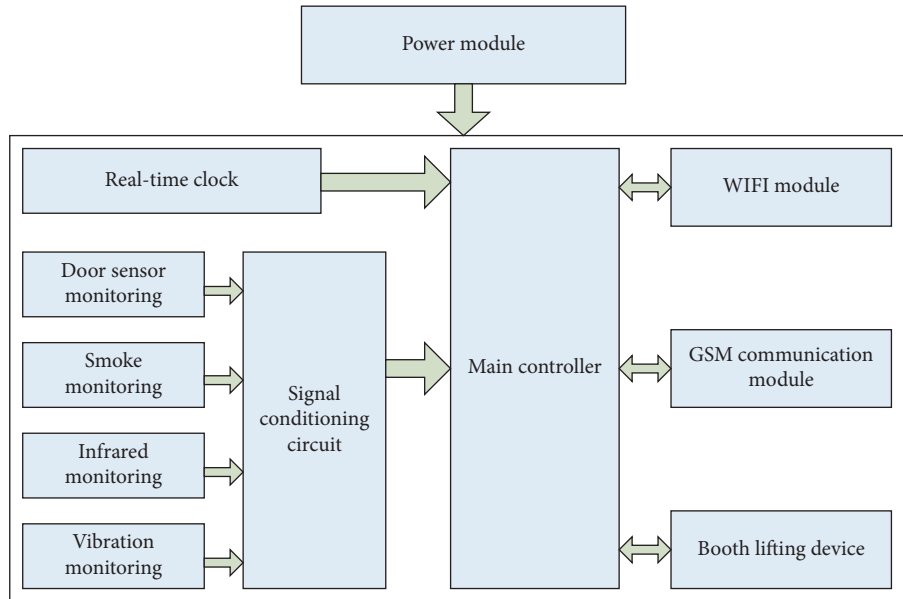 Power module
Real-time clock
Door sensor
monitoring
Smoke
monitoring
Infrared
monitoring
Vibration
monitoring
Signal
conditioning
circuit
Main controller
WIFI module
GSM communication
module
Booth lifting device